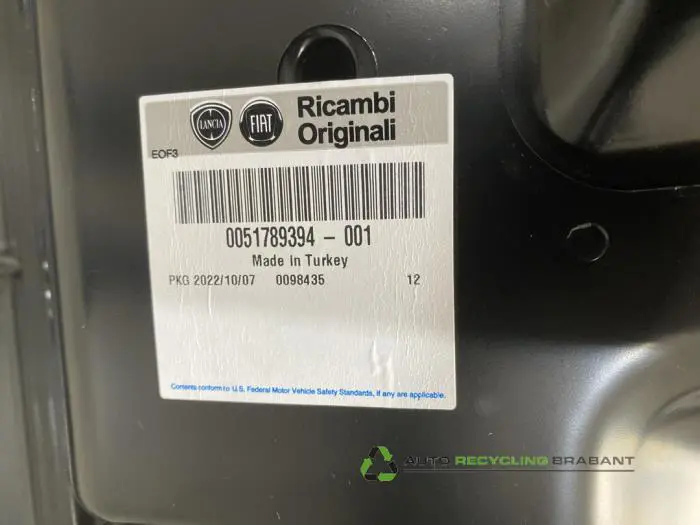 LANCIA FIAT Ricambi
Originali
EOF3
0051789394 - 001
Made in Turkey
PKG 2022/10/07 0098435 12
Contents conform to U.S. Federal Motor Vehicle Safety Standards, if any are applicable.
AUTO RECYCLING BRABANT